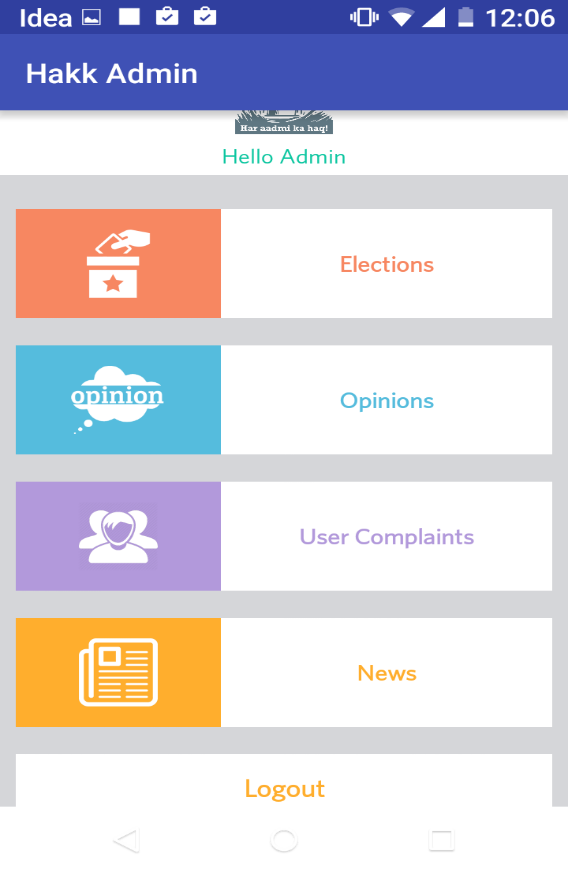 Idea 12:06
Hakk Admin
Har aadmi ka haq!
Hello Admin
Elections
opinion
Opinions
User Complaints
News
Logout